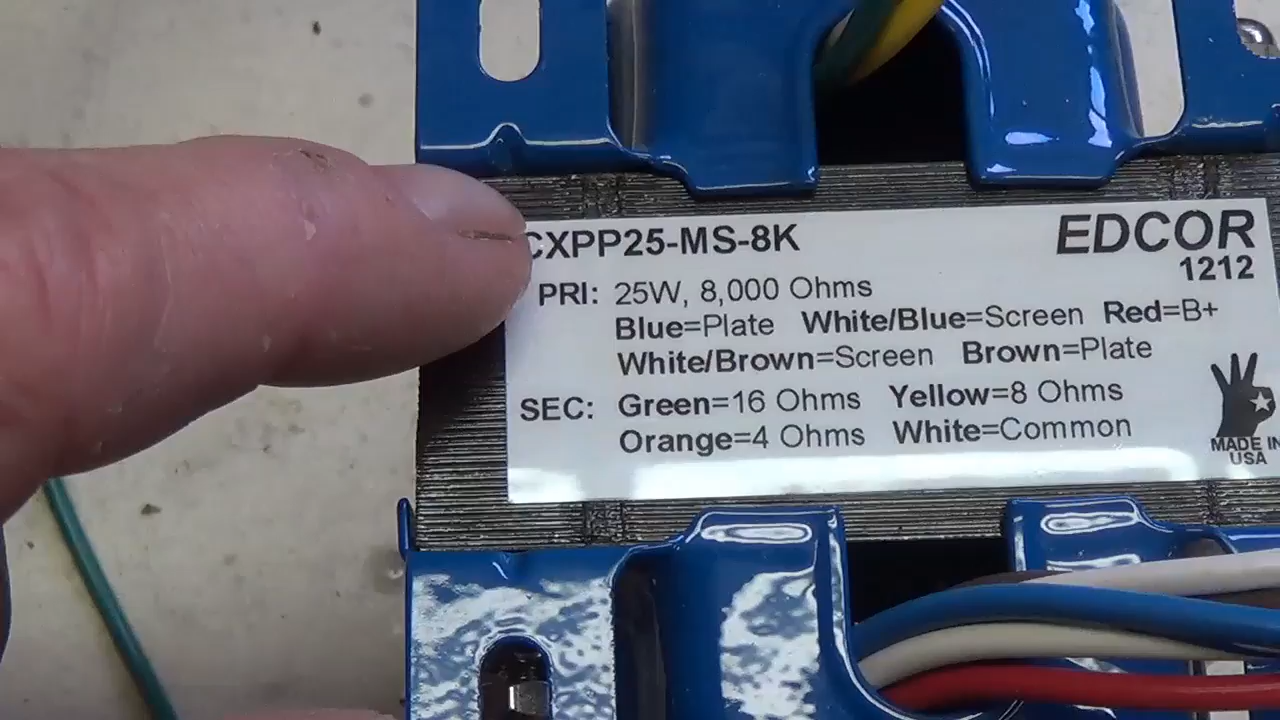 CXPP25-MS-8K EDCOR
1212
PRI: 25W, 8,000 Ohms
Blue=Plate White/Blue=Screen Red=B+
White/Brown=Screen Brown=Plate
SEC: Green=16 Ohms Yellow=8 Ohms
Orange=4 Ohms White=Common
MADE IN
USA